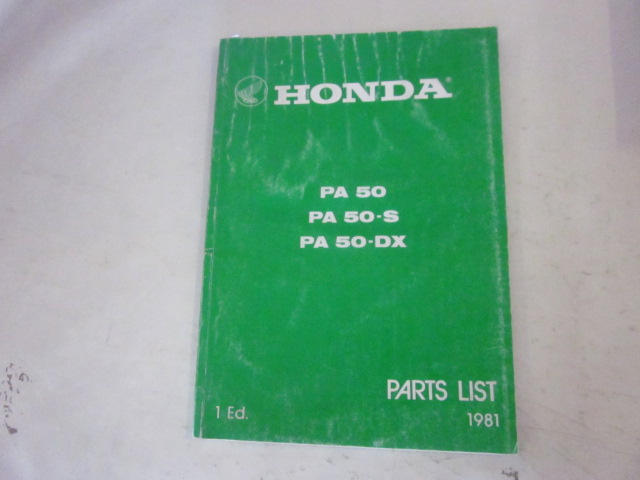 HONDA®
PA 50
PA 50-S
PA 50-DX
PARTS LIST
1 Ed. 1981